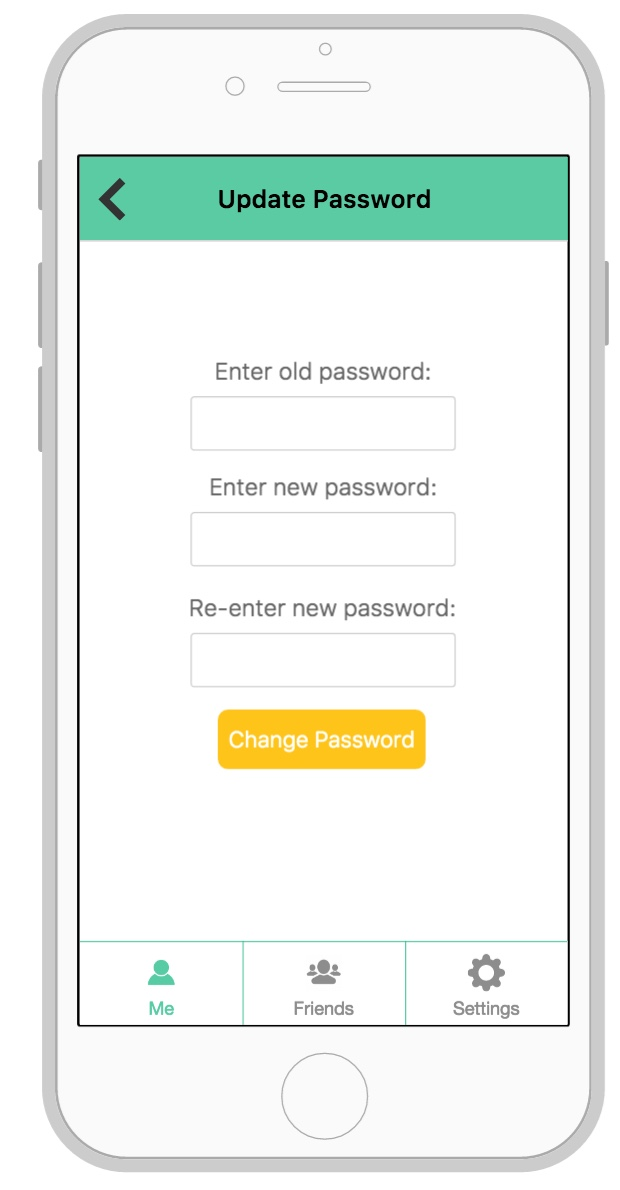 Update Password
Enter old password:
Enter new password:
Re-enter new password:
Change Password
Me
Friends
Settings